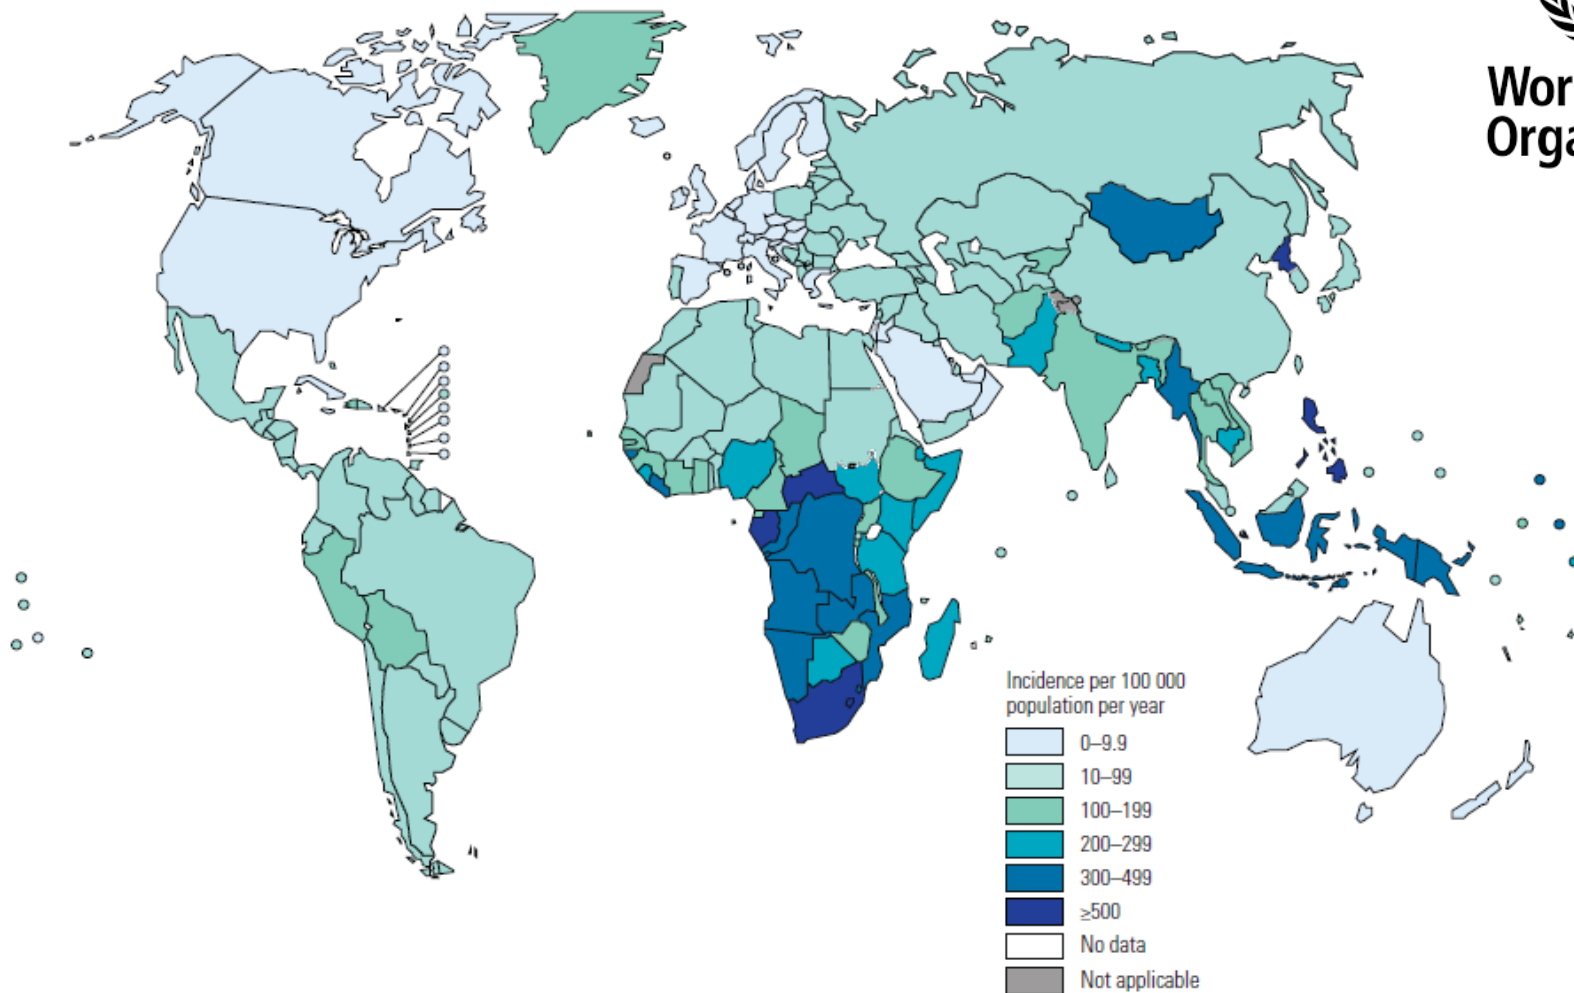 Wor
Orga
Incidence per 100 000
population per year
0–9.9
10–99
100–199
200–299
300–499
≥500
No data
Not applicable